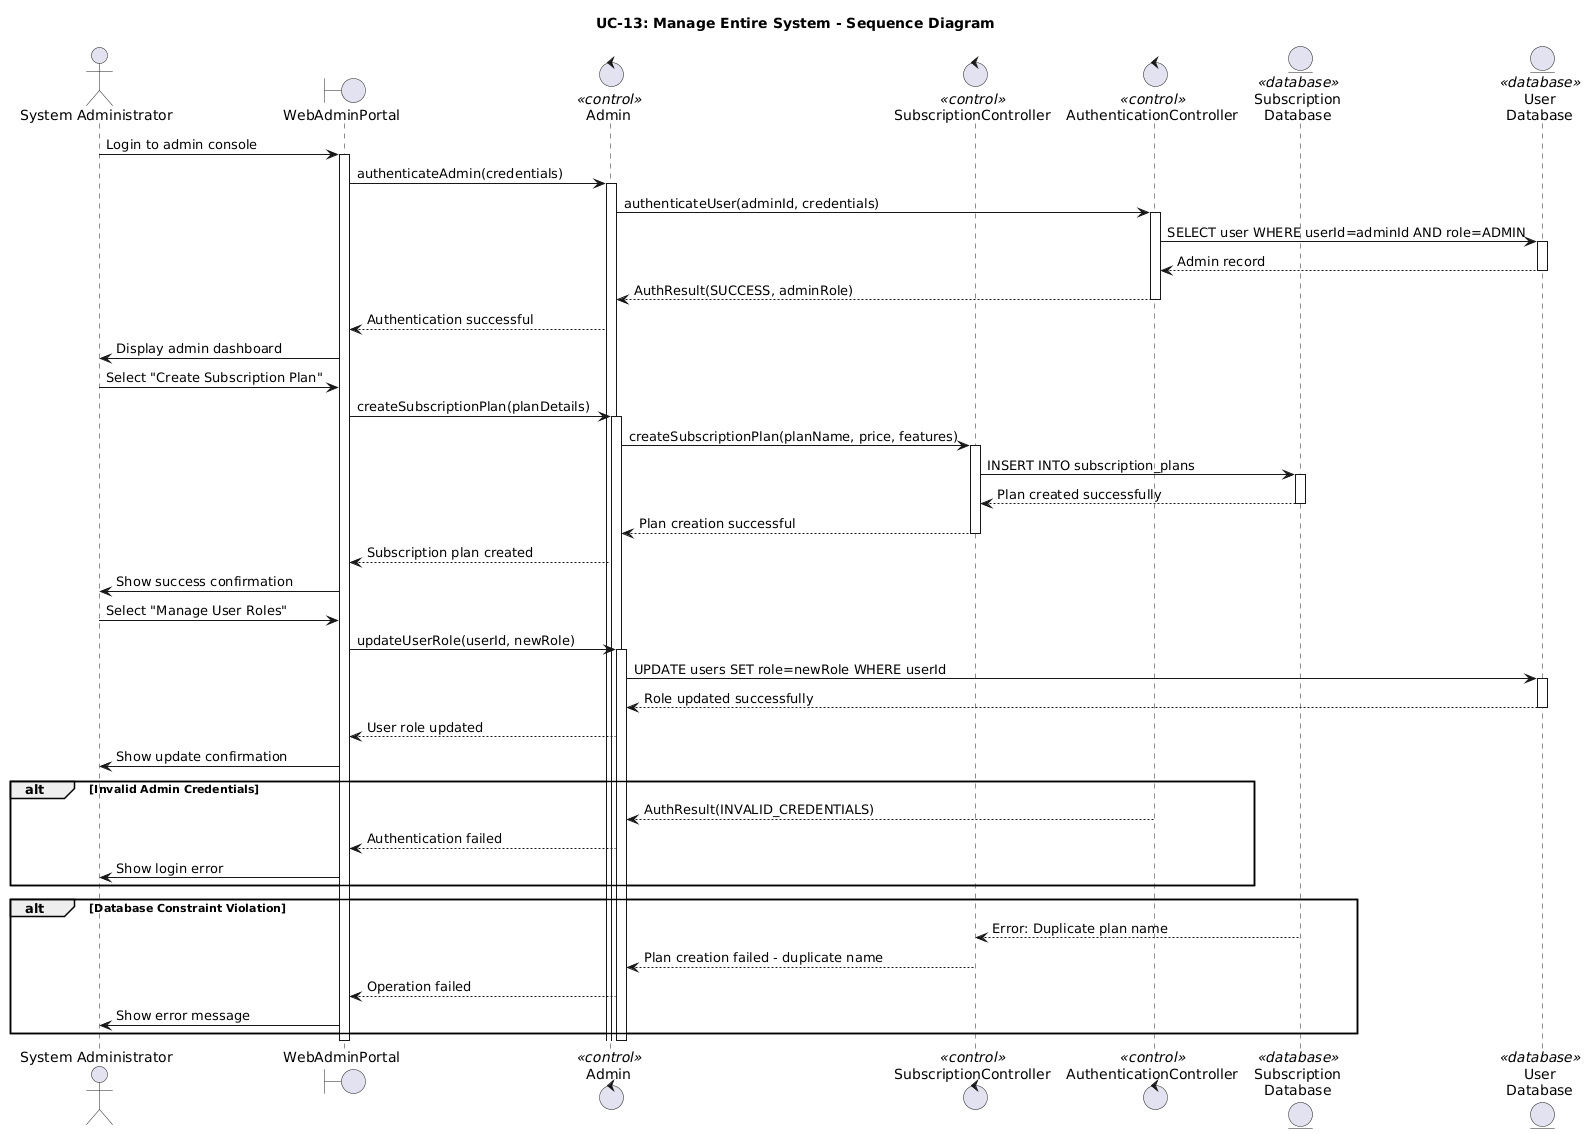 UC-13: Manage Entire System - Sequence Diagram
System Administrator
WebAdminPortal
«control»
Admin
«control»
SubscriptionController
«control»
AuthenticationController
«database»
Subscription
Database
«database»
User
Database
Login to admin console
authenticateAdmin(credentials)
authenticateUser(adminId, credentials)
SELECT user WHERE userId=adminId AND role=ADMIN
Admin record
AuthResult(SUCCESS, adminRole)
Authentication successful
Display admin dashboard
Select "Create Subscription Plan"
createSubscriptionPlan(planDetails)
createSubscriptionPlan(planName, price, features)
INSERT INTO subscription_plans
Plan created successfully
Plan creation successful
Subscription plan created
Show success confirmation
Select "Manage User Roles"
updateUserRole(userId, newRole)
UPDATE users SET role=newRole WHERE userId
Role updated successfully
User role updated
Show update confirmation
alt [Invalid Admin Credentials]
AuthResult(INVALID_CREDENTIALS)
Authentication failed
Show login error
alt [Database Constraint Violation]
Error: Duplicate plan name
Plan creation failed - duplicate name
Operation failed
Show error message
System Administrator
WebAdminPortal
«control»
Admin
«control»
SubscriptionController
«control»
AuthenticationController
«database»
Subscription
Database
«database»
User
Database